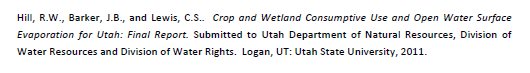 Hill, R.W., Barker, J.B., and Lewis, C.S.. Crop and Wetland Consumptive Use and Open Water Surface
Evaporation for Utah: Final Report. Submitted to Utah Department of Natural Resources, Division of
Water Resources and Division of Water Rights. Logan, UT: Utah State University, 2011.